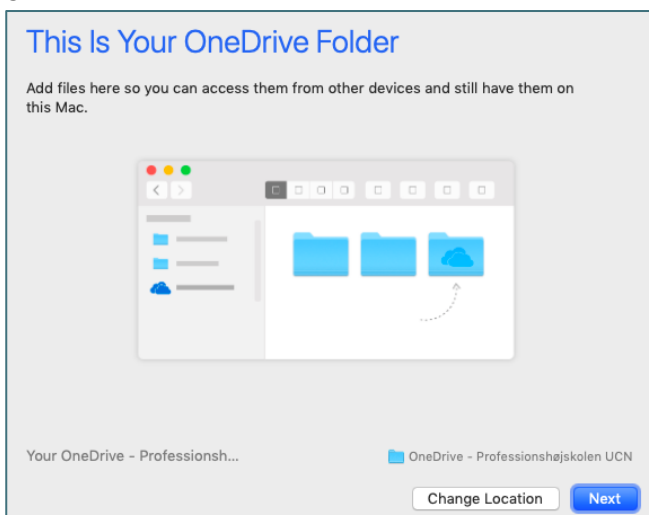 This Is Your OneDrive Folder
Add files here so you can access them from other devices and still have them on
this Mac.
Your OneDrive - Professionsh...
OneDrive - Professionshøjskolen UCN
Change Location
Next